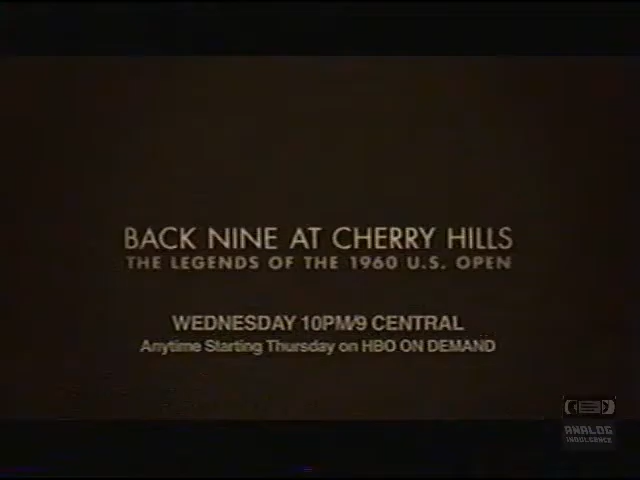 BACK NINE AT CHERRY HILLS
THE LEGENDS OF THE 1960 U.S. OPEN
WEDNESDAY 10PM/9 CENTRAL
Anytime Starting Thursday on HBO ON DEMAND
ANALOG
INDULGENCE